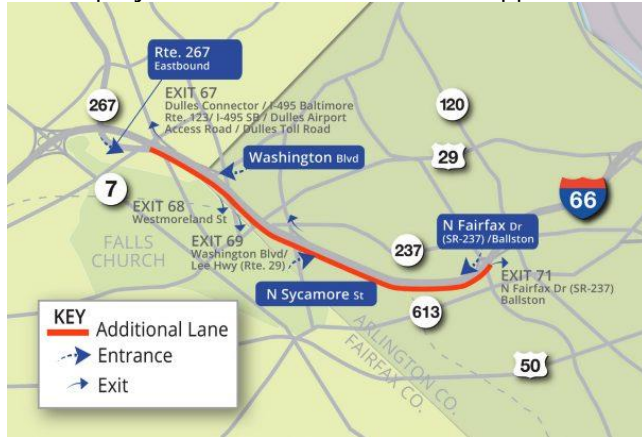 Rte. 267
Eastbound
EXIT 67
Dulles Connector / I-495 Baltimore
Rte. 123/ I-495 SB / Dulles Airport
Access Road / Dulles Toll Road
267
120
Washington Blvd
29
7
EXIT 68
Westmoreland St
66
N Fairfax Dr
(SR-237) /Ballston
FALLS
CHURCH
EXIT 69
Washington Blvd/
Lee Hwy (Rte. 29)
237
EXIT 71
N Fairfax Dr (SR-237)
Ballston
N Sycamore St
613
KEY
Additional Lane
Entrance
Exit
ARLINGTON CO.
FAIRFAX CO.
50